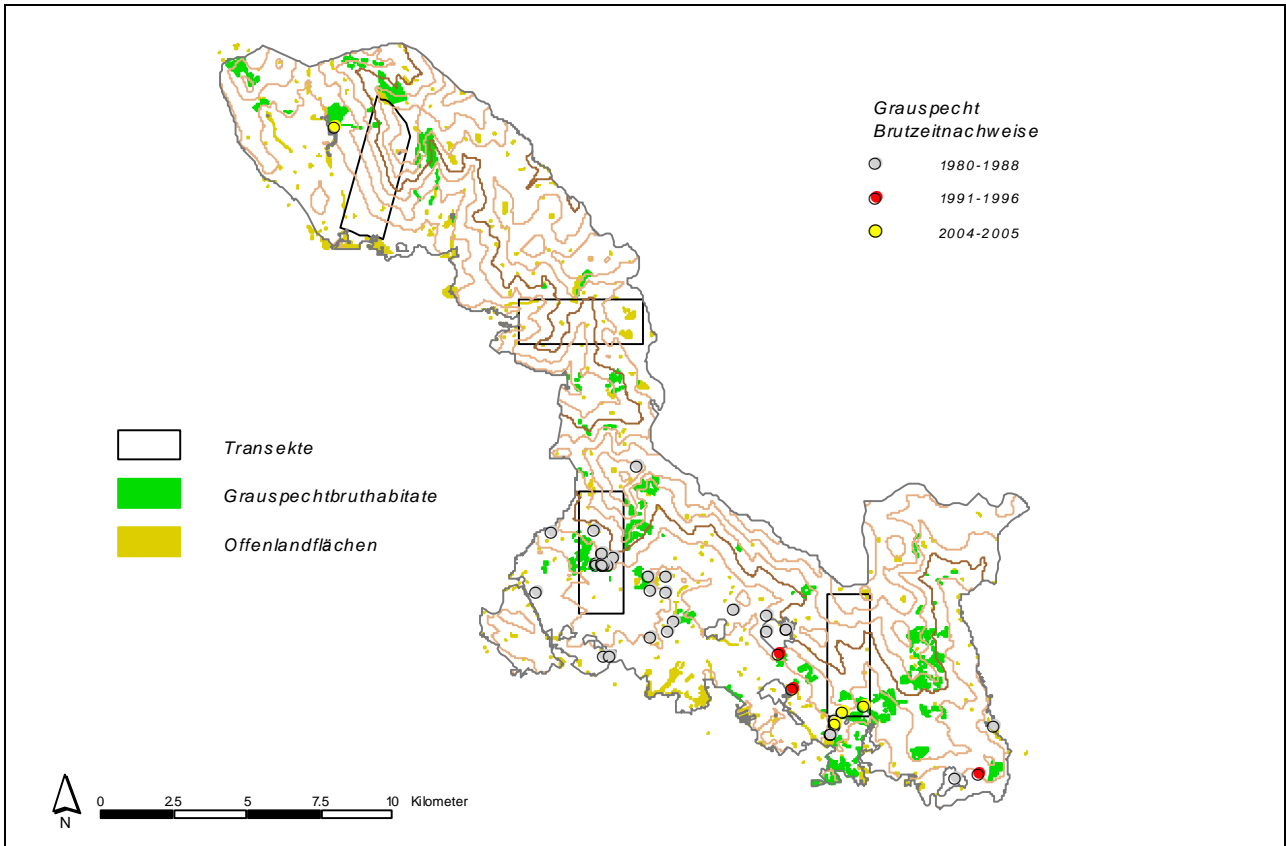 Grauspecht
Brutzeitnachweise
1980-1988
1991-1996
2004-2005
Transekte
Grauspechtbruthabitate
Offenlandflächen
N
0 2.5 5 7.5 10 Kilometer